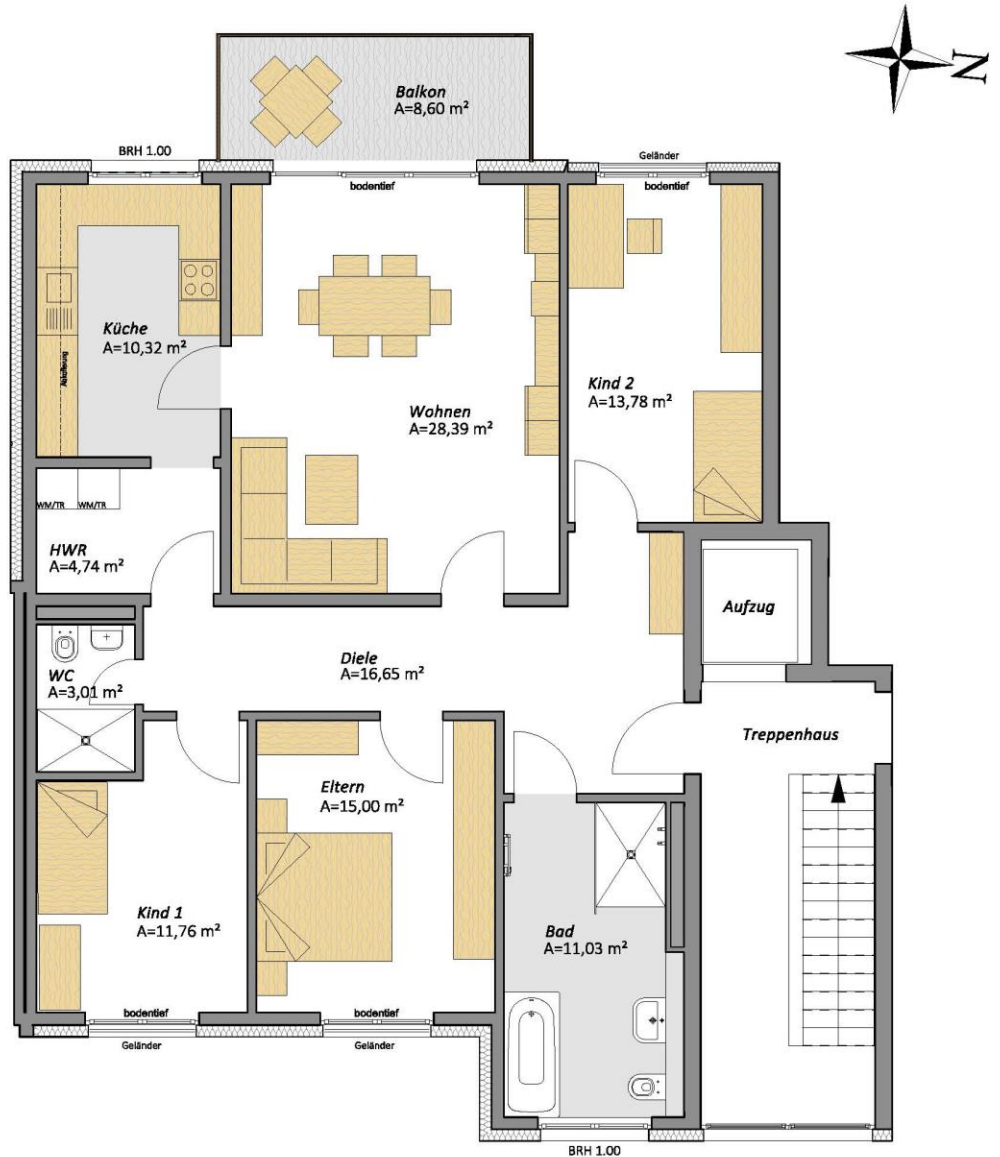 N
Balkon
A=8,60 m²
BRH 1.00
Geländer
bodentief
bodentief
Küche
A=10,32 m²
Abkofferung
Wohnen
A=28,39 m²
Kind 2
A=13,78 m²
WM/TR WM/TR
HWR
A=4,74 m²
Aufzug
WC
A=3,01 m²
Diele
A=16,65 m²
Treppenhaus
Eltern
A=15,00 m²
Kind 1
A=11,76 m²
Bad
A=11,03 m²
bodentief
bodentief
Geländer
Geländer
BRH 1.00